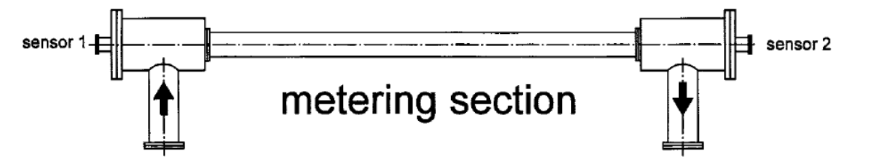 sensor 1
sensor 2
metering section